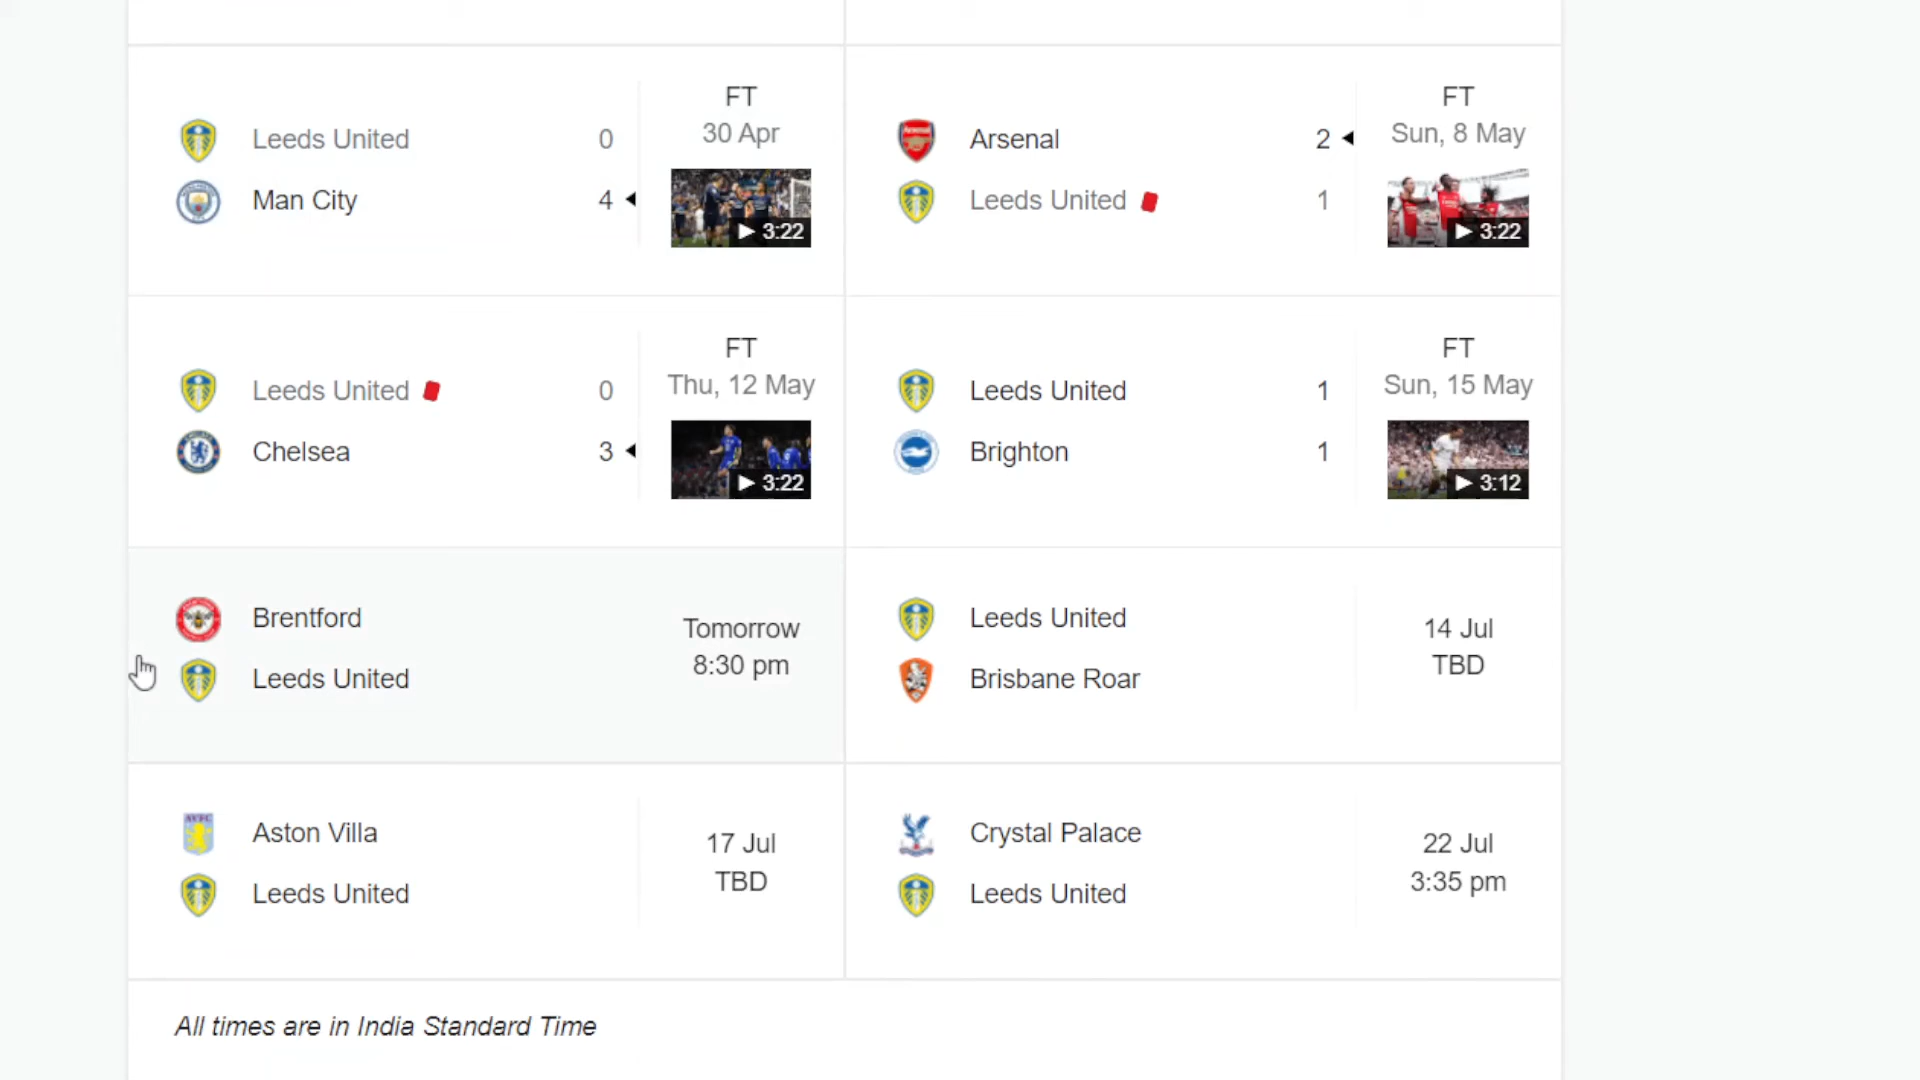 FT
30 Apr
Leeds United 0
Man City 4
3:22
FT
Sun, 8 May
Arsenal 2
Leeds United 1
3:22
FT
Thu, 12 May
Leeds United 0
Chelsea 3
3:22
FT
Sun, 15 May
Leeds United 1
Brighton 1
3:12
Brentford
Leeds United
Tomorrow
8:30 pm
Leeds United
Brisbane Roar
14 Jul
TBD
Aston Villa
Leeds United
17 Jul
TBD
Crystal Palace
Leeds United
22 Jul
3:35 pm
All times are in India Standard Time